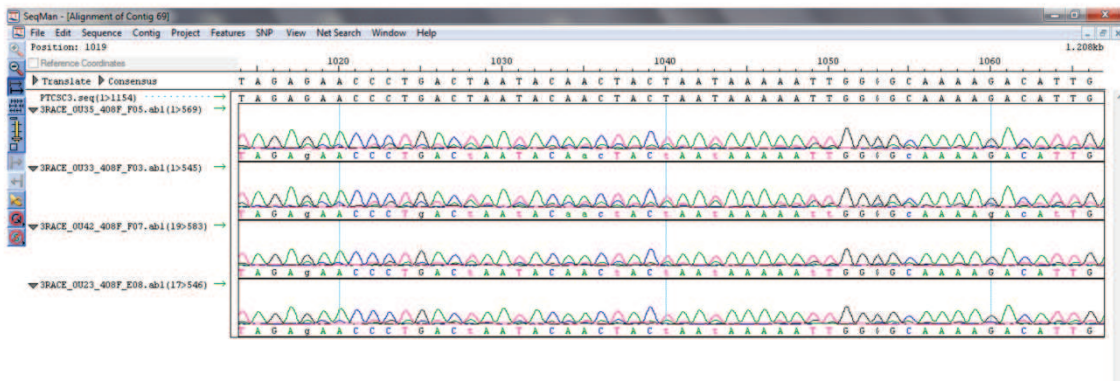 SeqMan - [Alignment of Contig 69]
File Edit Sequence Contig Project Features SNP View Net Search Window Help
Position: 1019
1.208kb
Reference Coordinates
1020 1030 1040 1050 1060
Translate Consensus
T A G A G A A C C C T G A C T A A T A C A A C T A C T A A T A A A A A T T G G G G C A A A A G A C A T T G
PTCSC3.seq(1>1154)
T A G A G A A C C C T G A C T A A T A C A A C T A C T A A T A A A A A T T G G G G C A A A A G A C A T T G
3RACE_OU35_408F_F05.ab1(1>569)
T A G A g A A C C C T G A C t A A T A C A a c T A C t A A t A A A A A T T G G G G c A A A A G A C A T T G
3RACE_OU33_408F_F03.ab1(1>545)
T A G A g A A C C C T g A C t A A t a C A a c t A C t A A t A A A A A t t G G G G c A A A A g A C A t T G
3RACE_OU42_408F_F07.ab1(19>583)
T A G A g A A C C C T G A C t A A T A C A A C t A C t A A t A A A A A t T G G G G C A A A A G A C A T T G
3RACE_OU23_408F_E08.ab1(17>546)
T A G A g A A C C C T G A C t A A T A C A A C T A C t A A T A A A A A T T G G G G C A A A A G A C A T T G